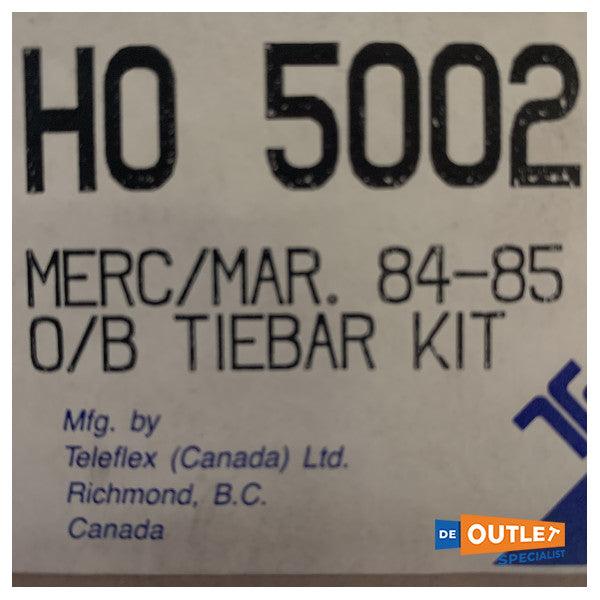 HO 5002
MERC/MAR. 84-85
O/B TIEBAR KIT
Mfg. by
Teleflex (Canada) Ltd.
Richmond, B.C.
Canada
DE OUTLET
SPECIALIST